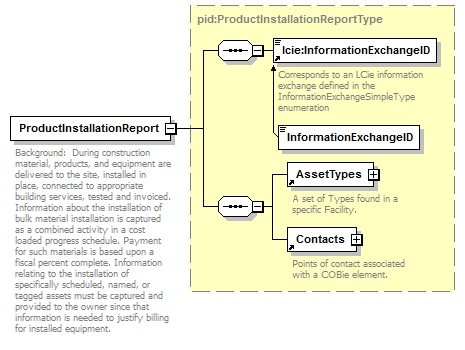 pid:ProductInstallationReportType
lcie:InformationExchangeID
Corresponds to an LCie information
exchange defined in the
InformationExchangeSimpleType
enumeration
ProductInstallationReport
InformationExchangeID
Background:  During construction
material, products, and equipment are
delivered to the site, installed in
place, connected to appropriate
building services, tested and invoiced.
Information about the installation of
bulk material installation is captured
as a combined activity in a cost
loaded progress schedule. Payment
for such materials is based upon a
fiscal percent complete. Information
relating to the installation of
specifically scheduled, named, or
tagged assets must be captured and
provided to the owner since that
information is needed to justify billing
for installed equipment.
AssetTypes
A set of Types found in a
specific Facility.
Contacts
Points of contact associated
with a COBie element.